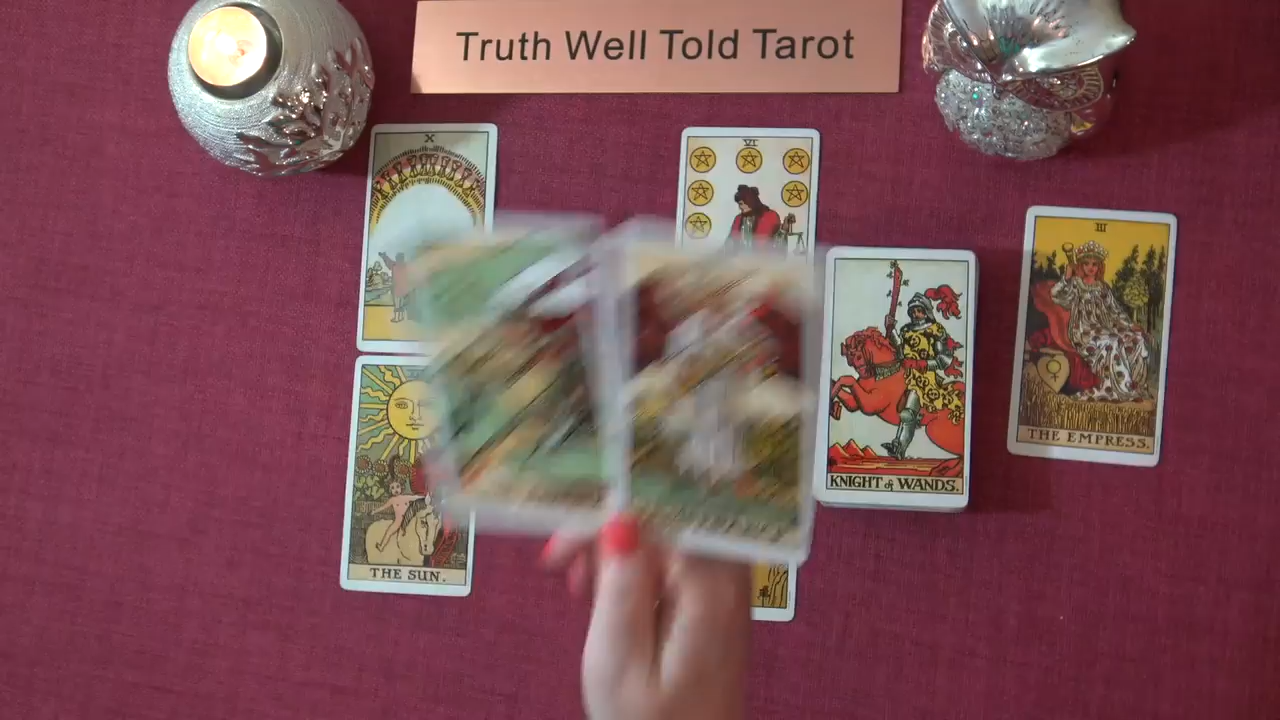 Truth Well Told Tarot
X
VI
III
THE EMPRESS.
KNIGHT of WANDS.
THE SUN.